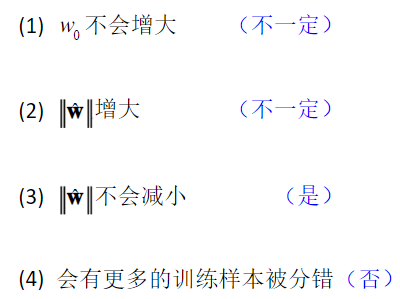 (1) w₀ 不会增大 （不一定）
(2) ‖ŵ‖增大 （不一定）
(3) ‖ŵ‖不会减小 （是）
(4) 会有更多的训练样本被分错（否）